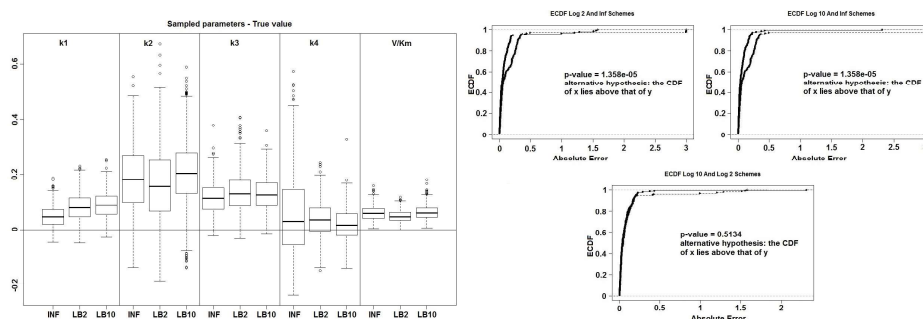 Sampled parameters - True value
k1 k2 k3 k4 V/Km
0.6
0.4
0.2
0
-0.2
INF LB2 LB10 INF LB2 LB10 INF LB2 LB10 INF LB2 LB10 INF LB2 LB10
ECDF Log 2 And Inf Schemes
ECDF
1
0.8
0.6
0.4
0.2
0
p-value = 1.358e-05
alternative hypothesis: the CDF
of x lies above that of y
0 0.5 1.0 1.5 2 2.5 3
Absolute Error
ECDF Log 10 And Inf Schemes
ECDF
1
0.8
0.6
0.4
0.2
0
p-value = 1.358e-05
alternative hypothesis: the CDF
of x lies above that of y
0 0.5 1 1.5 2 2.5 3
Absolute Error
ECDF Log 10 And Log 2 Schemes
ECDF
1
0.8
0.6
0.4
0.2
0
p-value = 0.5134
alternative hypothesis: the CDF
of x lies above that of y
0 0.5 1 1.5 2
Absolute Error